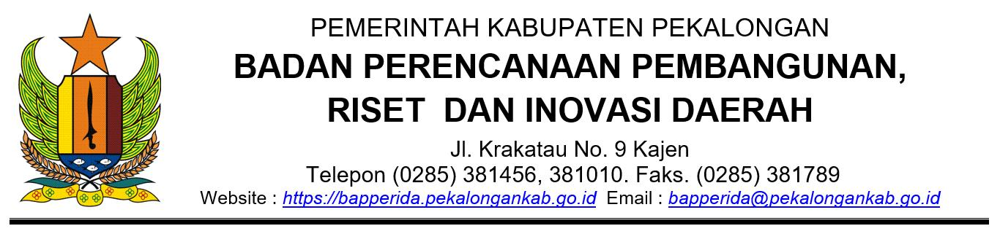 PEMERINTAH KABUPATEN PEKALONGAN
BADAN PERENCANAAN PEMBANGUNAN,
RISET DAN INOVASI DAERAH
Jl. Krakatau No. 9 Kajen
Telepon (0285) 381456, 381010. Faks. (0285) 381789
Website : https://bapperida.pekalongankab.go.id Email : bapperida@pekalongankab.go.id